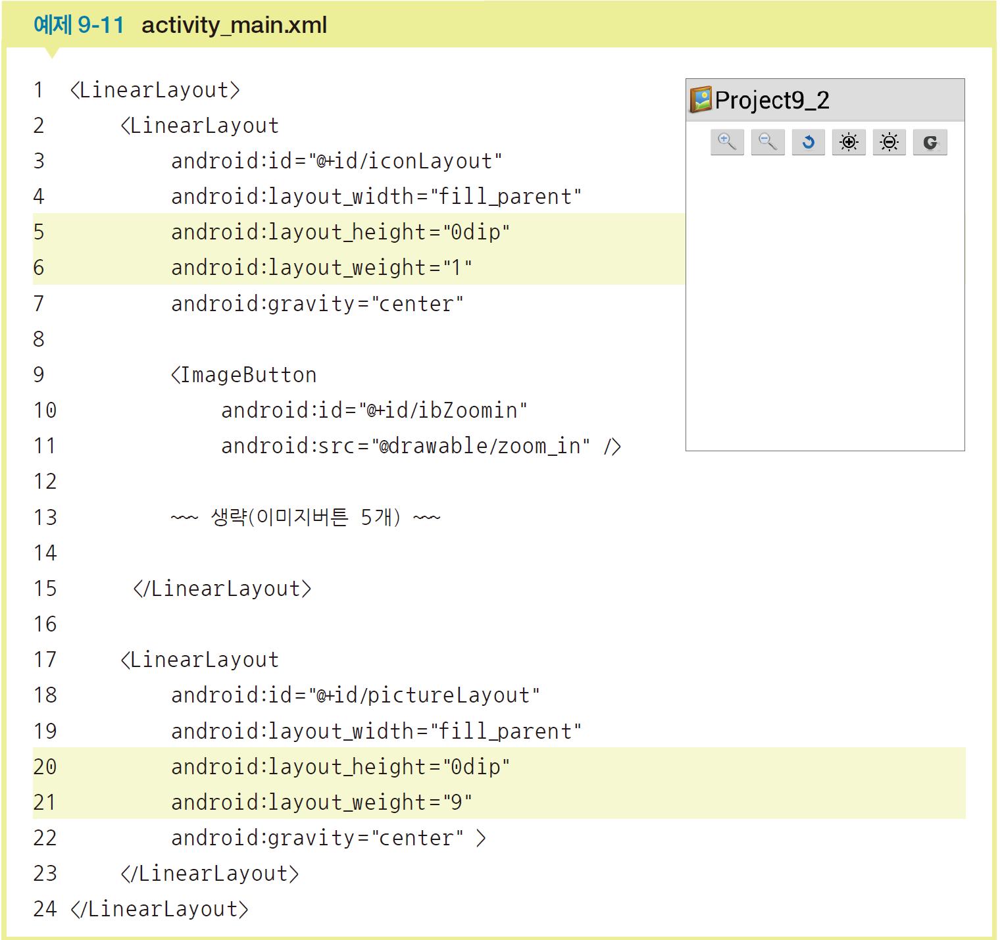 예제 9-11 activity_main.xml
1 <LinearLayout>
2 <LinearLayout
3 android:id="@+id/iconLayout"
4 android:layout_width="fill_parent"
5 android:layout_height="0dip"
6 android:layout_weight="1"
7 android:gravity="center"
8
9 <ImageButton
10 android:id="@+id/ibZoomin"
11 android:src="@drawable/zoom_in" />
12
13 ~~~ 생략(이미지버튼 5개) ~~~
14
15 </LinearLayout>
16
17 <LinearLayout
18 android:id="@+id/pictureLayout"
19 android:layout_width="fill_parent"
20 android:layout_height="0dip"
21 android:layout_weight="9"
22 android:gravity="center" >
23 </LinearLayout>
24 </LinearLayout>
Project9_2
G